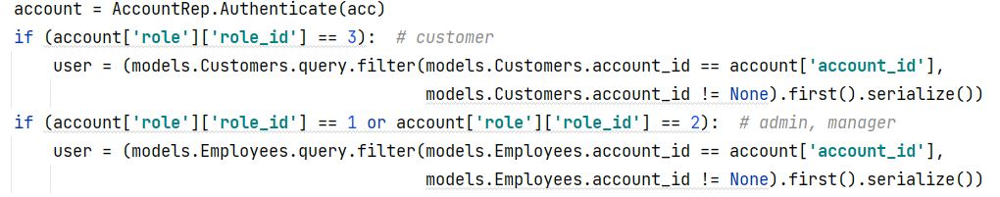 account = AccountRep.Authenticate(acc)
if (account['role']['role_id'] == 3):  # customer
    user = (models.Customers.query.filter(models.Customers.account_id == account['account_id'],
                                          models.Customers.account_id != None).first().serialize())
if (account['role']['role_id'] == 1 or account['role']['role_id'] == 2):  # admin, manager
    user = (models.Employees.query.filter(models.Employees.account_id == account['account_id'],
                                          models.Employees.account_id != None).first().serialize())